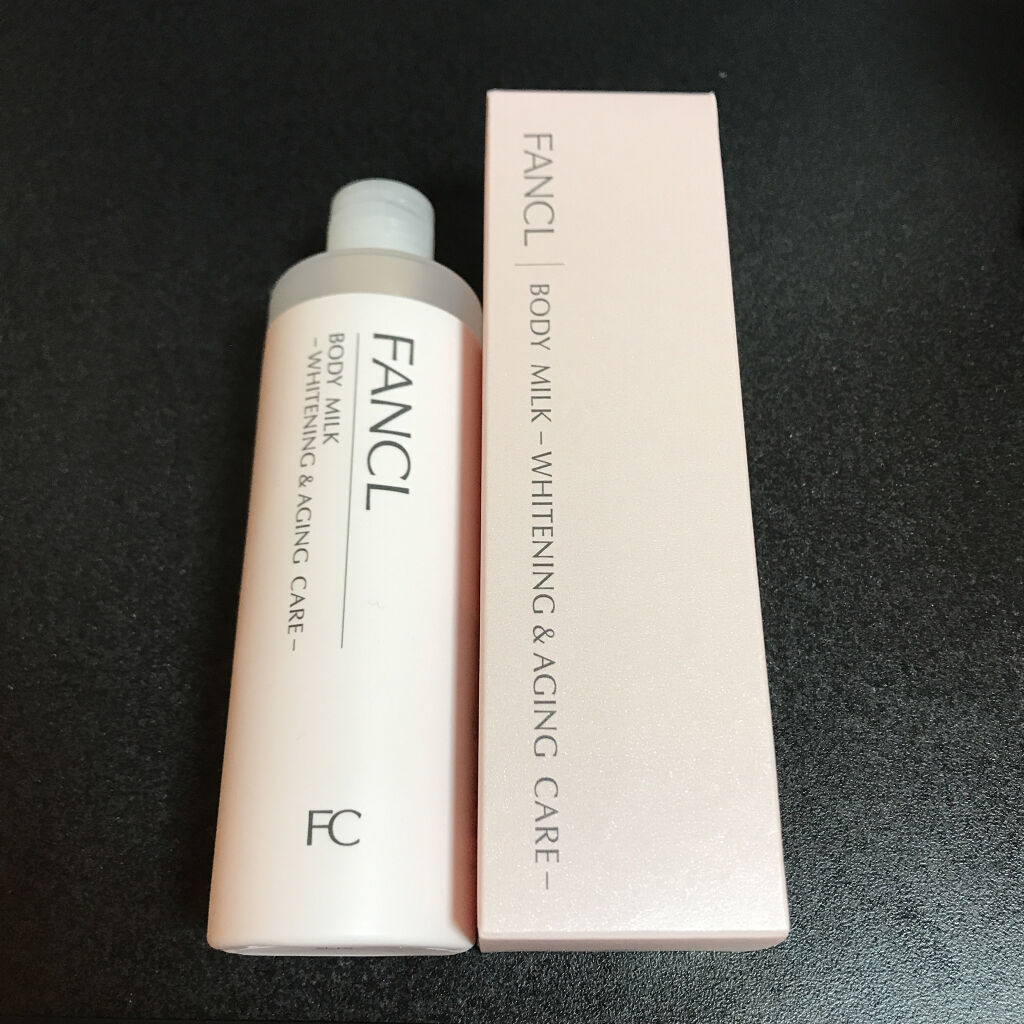 FANCL
BODY MILK
–WHITENING & AGING CARE–
FC
FANCL | BODY MILK –WHITENING & AGING CARE–